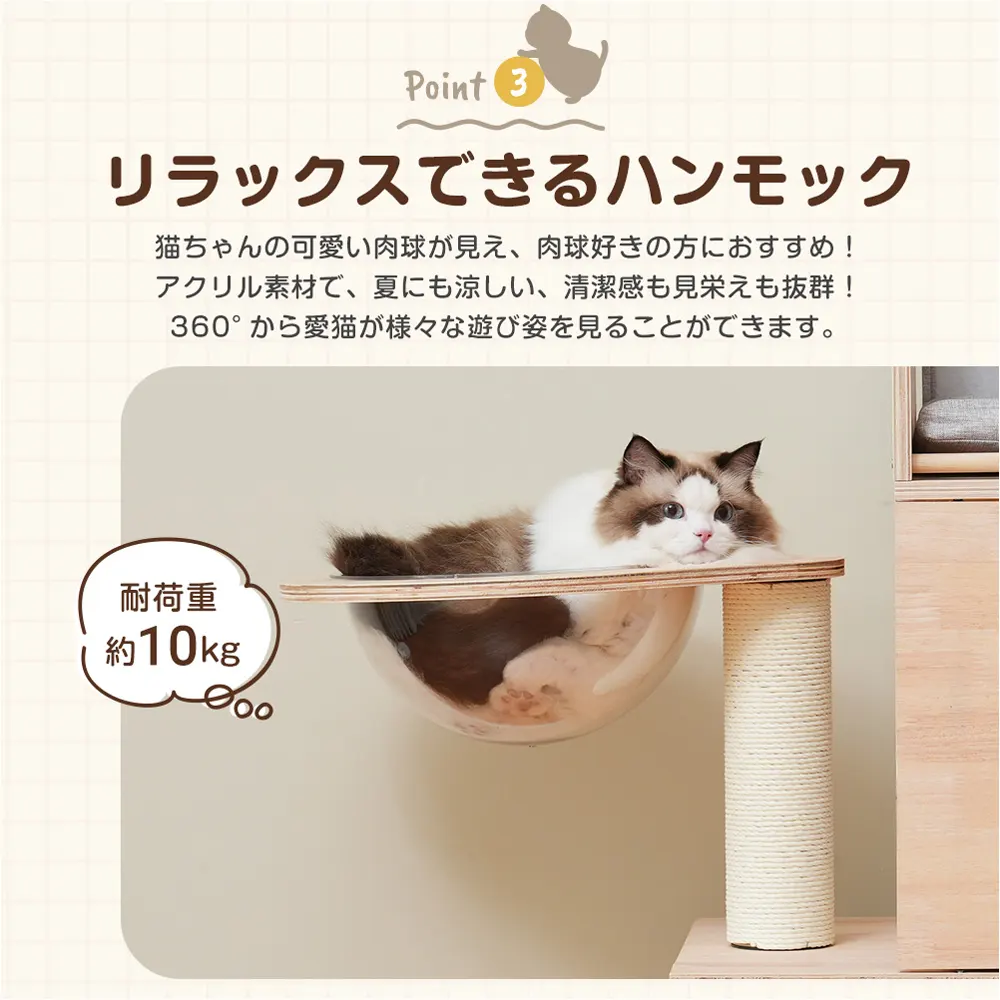 Point 3
リラックスできるハンモック
猫ちゃんの可愛い肉球が見え、肉球好きの方におすすめ！
アクリル素材で、夏にも涼しい、清潔感も見栄えも抜群！
360°から愛猫が様々な遊び姿を見ることができます。
耐荷重
約10kg